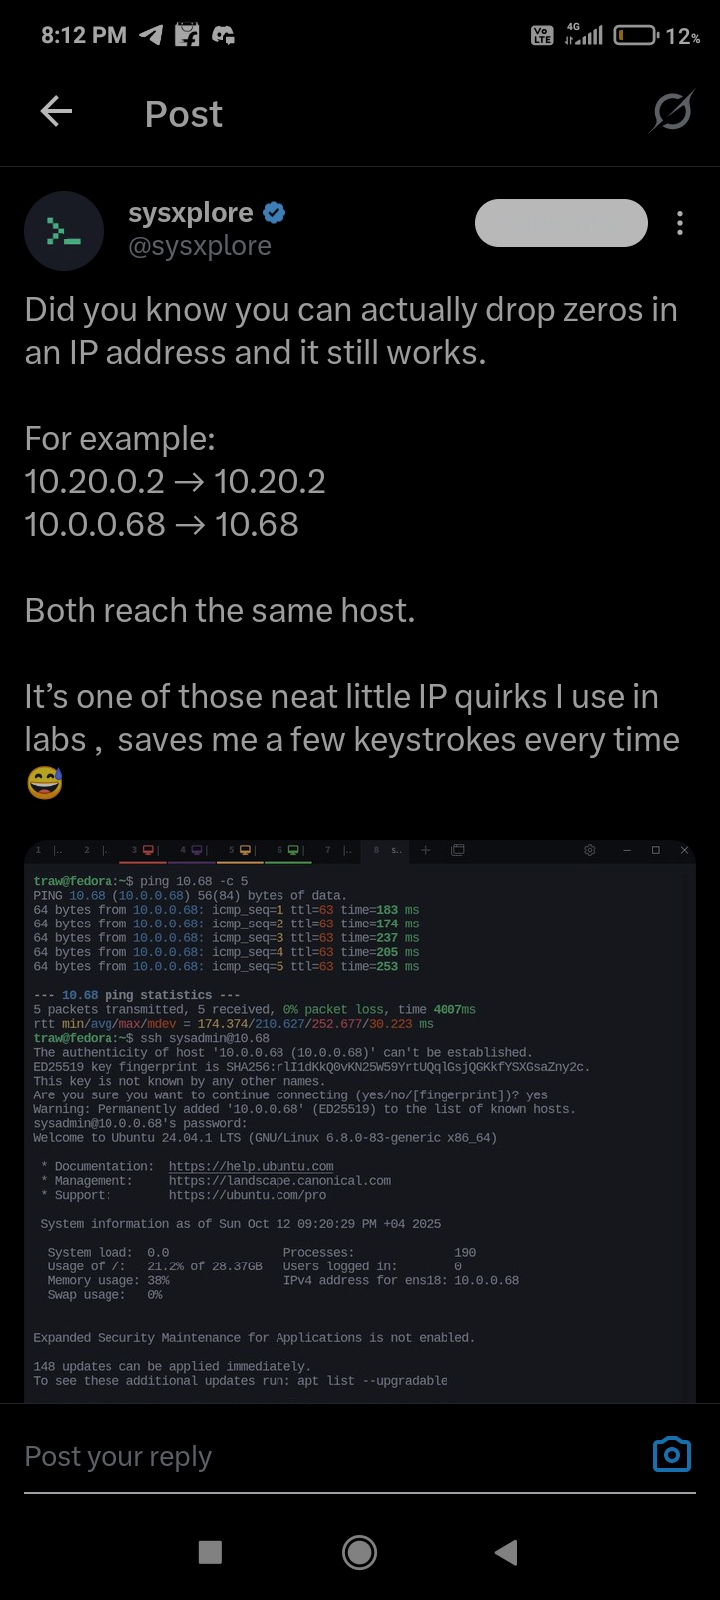 8:12 PM
Vo LTE 4G 12%
Post
sysxplore
@sysxplore
Did you know you can actually drop zeros in
an IP address and it still works.
For example:
10.20.0.2 → 10.20.2
10.0.0.68 → 10.68
Both reach the same host.
It’s one of those neat little IP quirks I use in
labs ,  saves me a few keystrokes every time
😅
1 |.. 2 |. 3 | 4 | 5 | 6 | 7 |.. 8 s..
traw@fedora:~$ ping 10.68 -c 5
PING 10.68 (10.0.0.68) 56(84) bytes of data.
64 bytes from 10.0.0.68: icmp_seq=1 ttl=63 time=183 ms
64 bytes from 10.0.0.68: icmp_seq=2 ttl=63 time=174 ms
64 bytes from 10.0.0.68: icmp_seq=3 ttl=63 time=237 ms
64 bytes from 10.0.0.68: icmp_seq=4 ttl=63 time=205 ms
64 bytes from 10.0.0.68: icmp_seq=5 ttl=63 time=253 ms
--- 10.68 ping statistics ---
5 packets transmitted, 5 received, 0% packet loss, time 4007ms
rtt min/avg/max/mdev = 174.374/210.627/252.677/30.223 ms
traw@fedora:~$ ssh sysadmin@10.68
The authenticity of host '10.0.0.68 (10.0.0.68)' can't be established.
ED25519 key fingerprint is SHA256:rlI1dKkQ0vKN25W59YrtUQqlGsjQGKkfYSXGsaZny2c.
This key is not known by any other names.
Are you sure you want to continue connecting (yes/no/[fingerprint])? yes
Warning: Permanently added '10.0.0.68' (ED25519) to the list of known hosts.
sysadmin@10.0.0.68's password:
Welcome to Ubuntu 24.04.1 LTS (GNU/Linux 6.8.0-83-generic x86_64)
* Documentation:  https://help.ubuntu.com
* Management:     https://landscape.canonical.com
* Support:        https://ubuntu.com/pro
System information as of Sun Oct 12 09:20:29 PM +04 2025
System load:  0.0                Processes:               190
Usage of /:   21.2% of 28.37GB   Users logged in:         0
Memory usage: 38%                IPv4 address for ens18: 10.0.0.68
Swap usage:   0%
Expanded Security Maintenance for Applications is not enabled.
148 updates can be applied immediately.
To see these additional updates run: apt list --upgradable
Post your reply